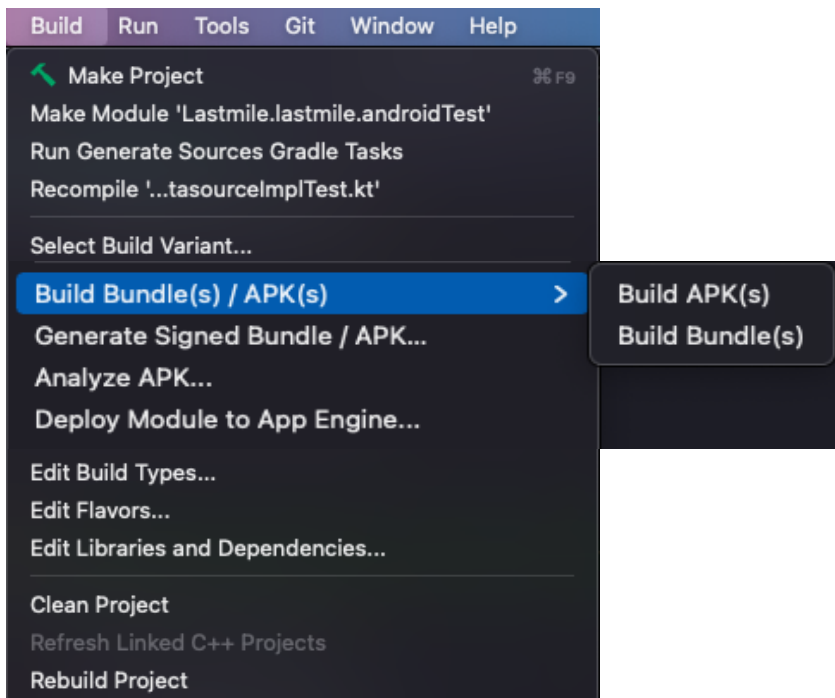 Build Run Tools Git Window Help
Make Project ⌘F9
Make Module 'Lastmile.lastmile.androidTest'
Run Generate Sources Gradle Tasks
Recompile '...tasourceImplTest.kt'
Select Build Variant...
Build Bundle(s) / APK(s) >
Build APK(s)
Build Bundle(s)
Generate Signed Bundle / APK...
Analyze APK...
Deploy Module to App Engine...
Edit Build Types...
Edit Flavors...
Edit Libraries and Dependencies...
Clean Project
Refresh Linked C++ Projects
Rebuild Project